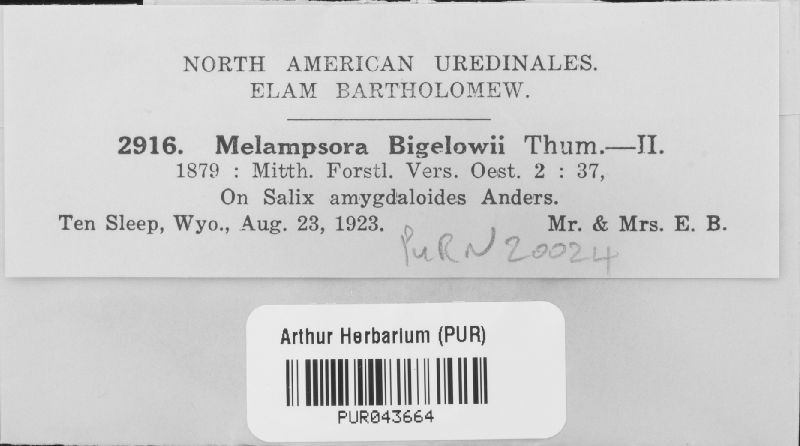 NORTH AMERICAN UREDINALES.
ELAM BARTHOLOMEW.
2916. Melampsora Bigelowii Thum.—II.
1879 : Mitth. Forstl. Vers. Oest. 2 : 37,
On Salix amygdaloides Anders.
Ten Sleep, Wyo., Aug. 23, 1923. Mr. & Mrs. E. B.
PuR N 20024
Arthur Herbarium (PUR)
PUR043664